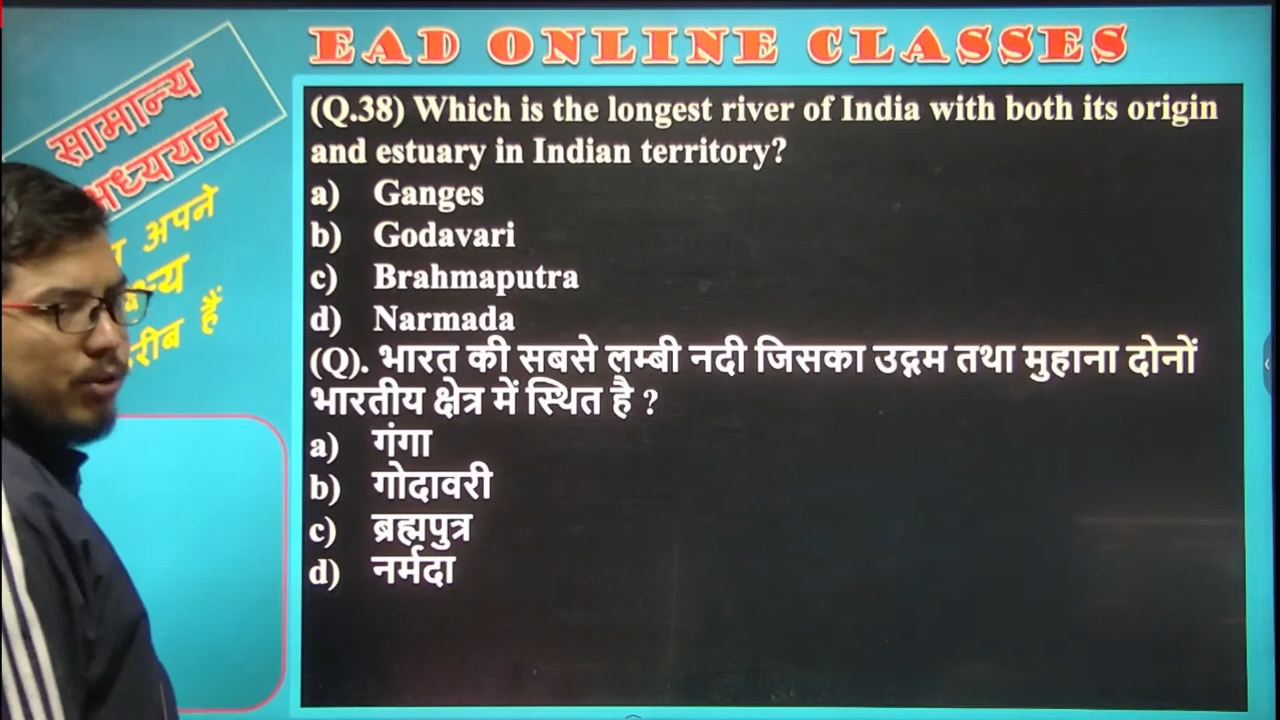 EAD ONLINE CLASSES
सामान्य
अध्ययन
अपने
हैं
(Q.38) Which is the longest river of India with both its origin
and estuary in Indian territory?
a) Ganges
b) Godavari
c) Brahmaputra
d) Narmada
(Q). भारत की सबसे लम्बी नदी जिसका उद्गम तथा मुहाना दोनों
भारतीय क्षेत्र में स्थित है ?
a) गंगा
b) गोदावरी
c) ब्रह्मपुत्र
d) नर्मदा